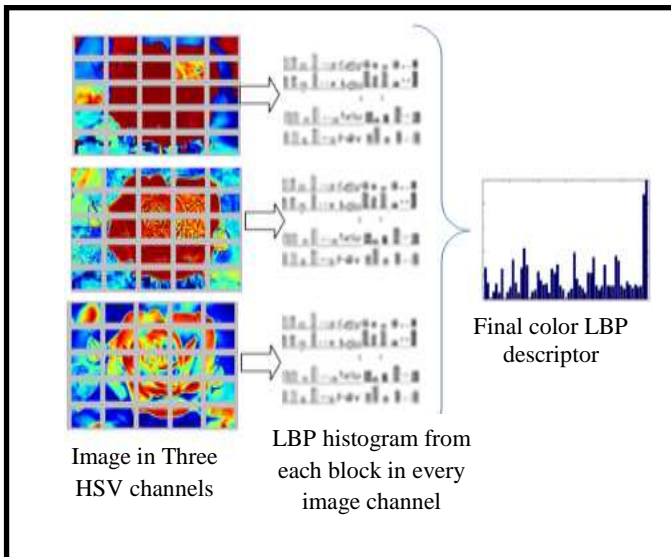 Final color LBP
descriptor
Image in Three
HSV channels
LBP histogram from
each block in every
image channel